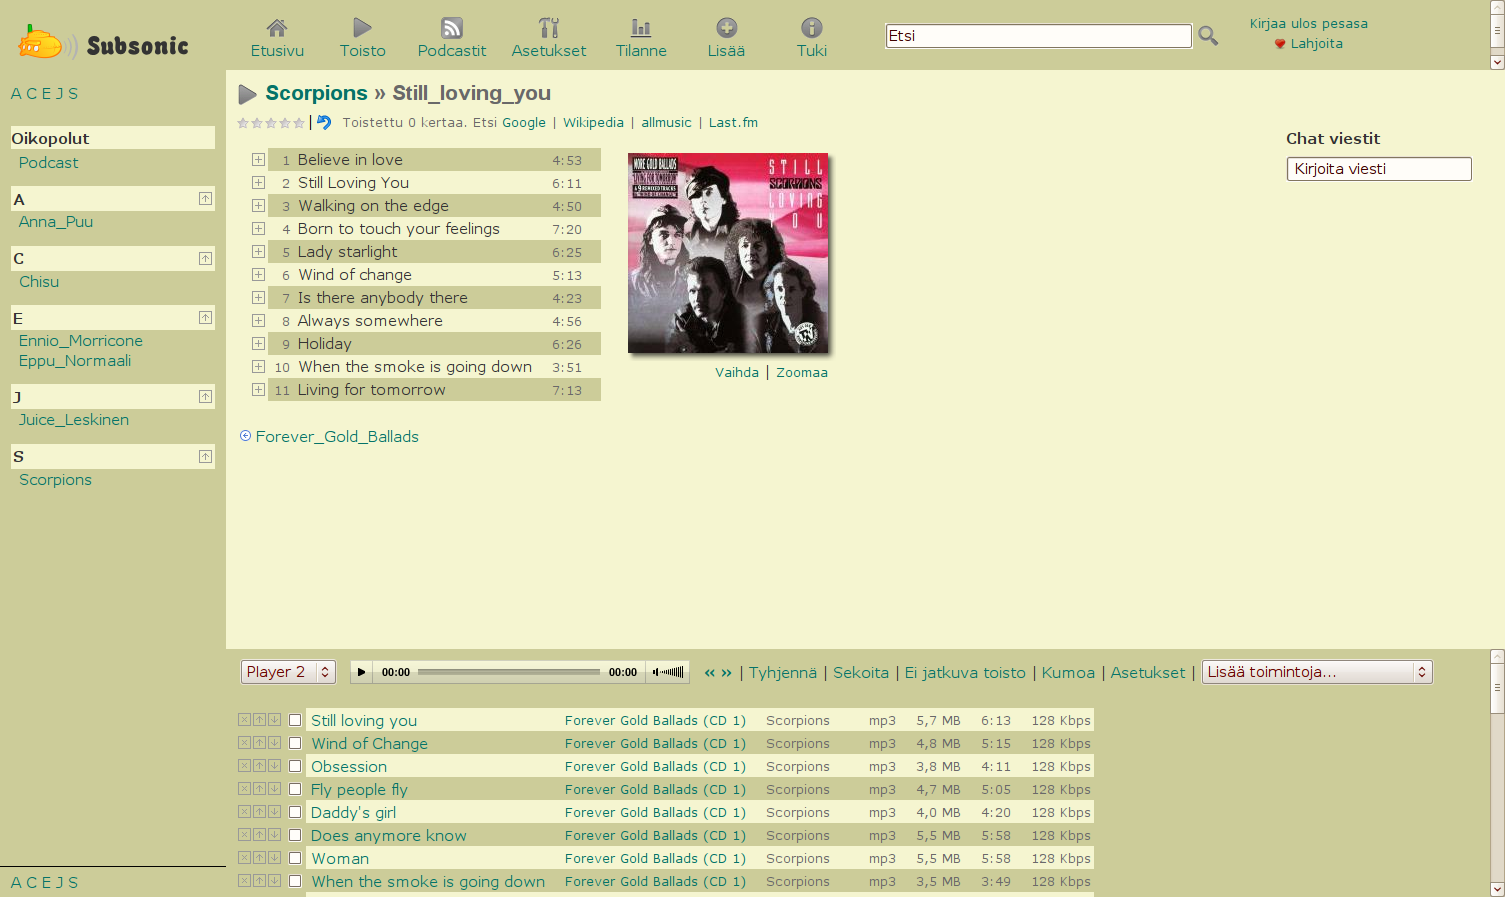 Subsonic
Etusivu Toisto Podcastit Asetukset Tilanne Lisää Tuki
Etsi
Kirjaa ulos pesasa
Lahjoita
A C E J S
Oikopolut
Podcast
A
Anna_Puu
C
Chisu
E
Ennio_Morricone
Eppu_Normaali
J
Juice_Leskinen
S
Scorpions
A C E J S
Scorpions » Still_loving_you
| Toistettu 0 kertaa. Etsi Google | Wikipedia | allmusic | Last.fm
1 Believe in love 4:53
2 Still Loving You 6:11
3 Walking on the edge 4:50
4 Born to touch your feelings 7:20
5 Lady starlight 6:25
6 Wind of change 5:13
7 Is there anybody there 4:23
8 Always somewhere 4:56
9 Holiday 6:26
10 When the smoke is going down 3:51
11 Living for tomorrow 7:13
MORE GOLD BALLADS
STILL
SCORPIONS
LOVING
YOU
Vaihda | Zoomaa
Forever_Gold_Ballads
Chat viestit
Kirjoita viesti
Player 2 00:00 00:00 « » | Tyhjennä | Sekoita | Ei jatkuva toisto | Kumoa | Asetukset | Lisää toimintoja...
Still loving you Forever Gold Ballads (CD 1) Scorpions mp3 5,7 MB 6:13 128 Kbps
Wind of Change Forever Gold Ballads (CD 1) Scorpions mp3 4,8 MB 5:15 128 Kbps
Obsession Forever Gold Ballads (CD 1) Scorpions mp3 3,8 MB 4:11 128 Kbps
Fly people fly Forever Gold Ballads (CD 1) Scorpions mp3 4,7 MB 5:05 128 Kbps
Daddy's girl Forever Gold Ballads (CD 1) Scorpions mp3 4,0 MB 4:20 128 Kbps
Does anymore know Forever Gold Ballads (CD 1) Scorpions mp3 5,5 MB 5:58 128 Kbps
Woman Forever Gold Ballads (CD 1) Scorpions mp3 5,5 MB 5:58 128 Kbps
When the smoke is going down Forever Gold Ballads (CD 1) Scorpions mp3 3,5 MB 3:49 128 Kbps